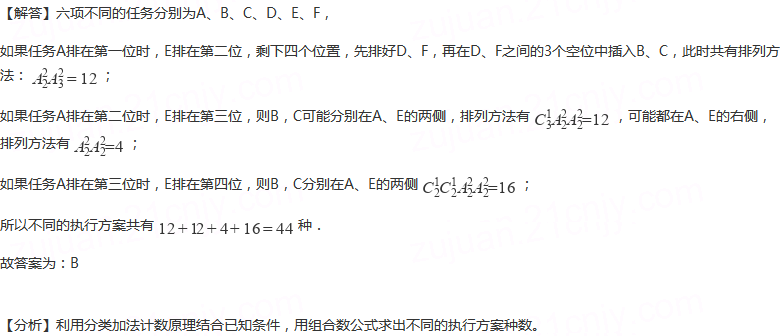 【解答】六项不同的任务分别为A、B、C、D、E、F，
如果任务A排在第一位时，E排在第二位，剩下四个位置，先排好D、F，再在D、F之间的3个空位中插入B、C，此时共有排列方
法：$A_2^2A_3^2=12$；
如果任务A排在第二位时，E排在第三位，则B，C可能分别在A、E的两侧，排列方法有$C_3^1A_2^2A_2^2=12$，可能都在A、E的右侧，
排列方法有$A_2^2A_2^2=4$；
如果任务A排在第三位时，E排在第四位，则B，C分别在A、E的两侧$C_2^1C_2^1A_2^2A_2^2=16$；
所以不同的执行方案共有$12+12+4+16=44$种．
故答案为：B
【分析】利用分类加法计数原理结合已知条件，用组合数公式求出不同的执行方案种数。